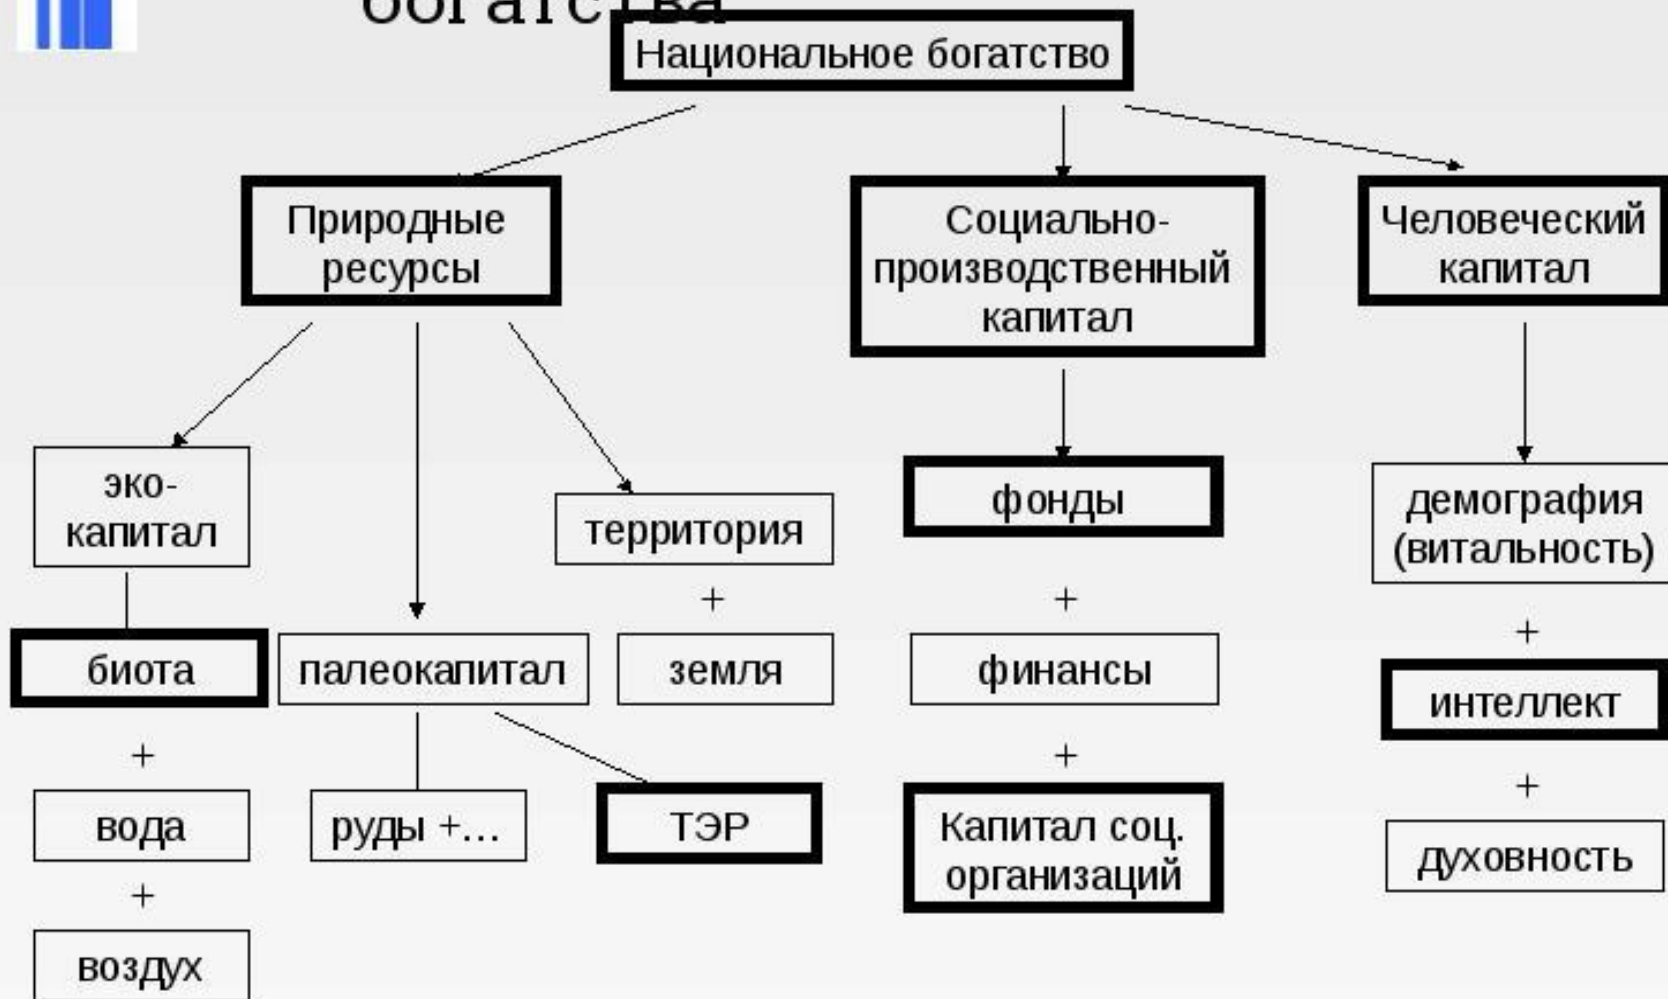 богатства
Национальное богатство
Природные
ресурсы
Социально-
производственный
капитал
Человеческий
капитал
эко-
капитал
территория
фонды
демография
(витальность)
+
+
+
биота
палеокапитал
земля
финансы
интеллект
+
+
+
вода
руды +...
ТЭР
Капитал соц.
организаций
духовность
+
воздух